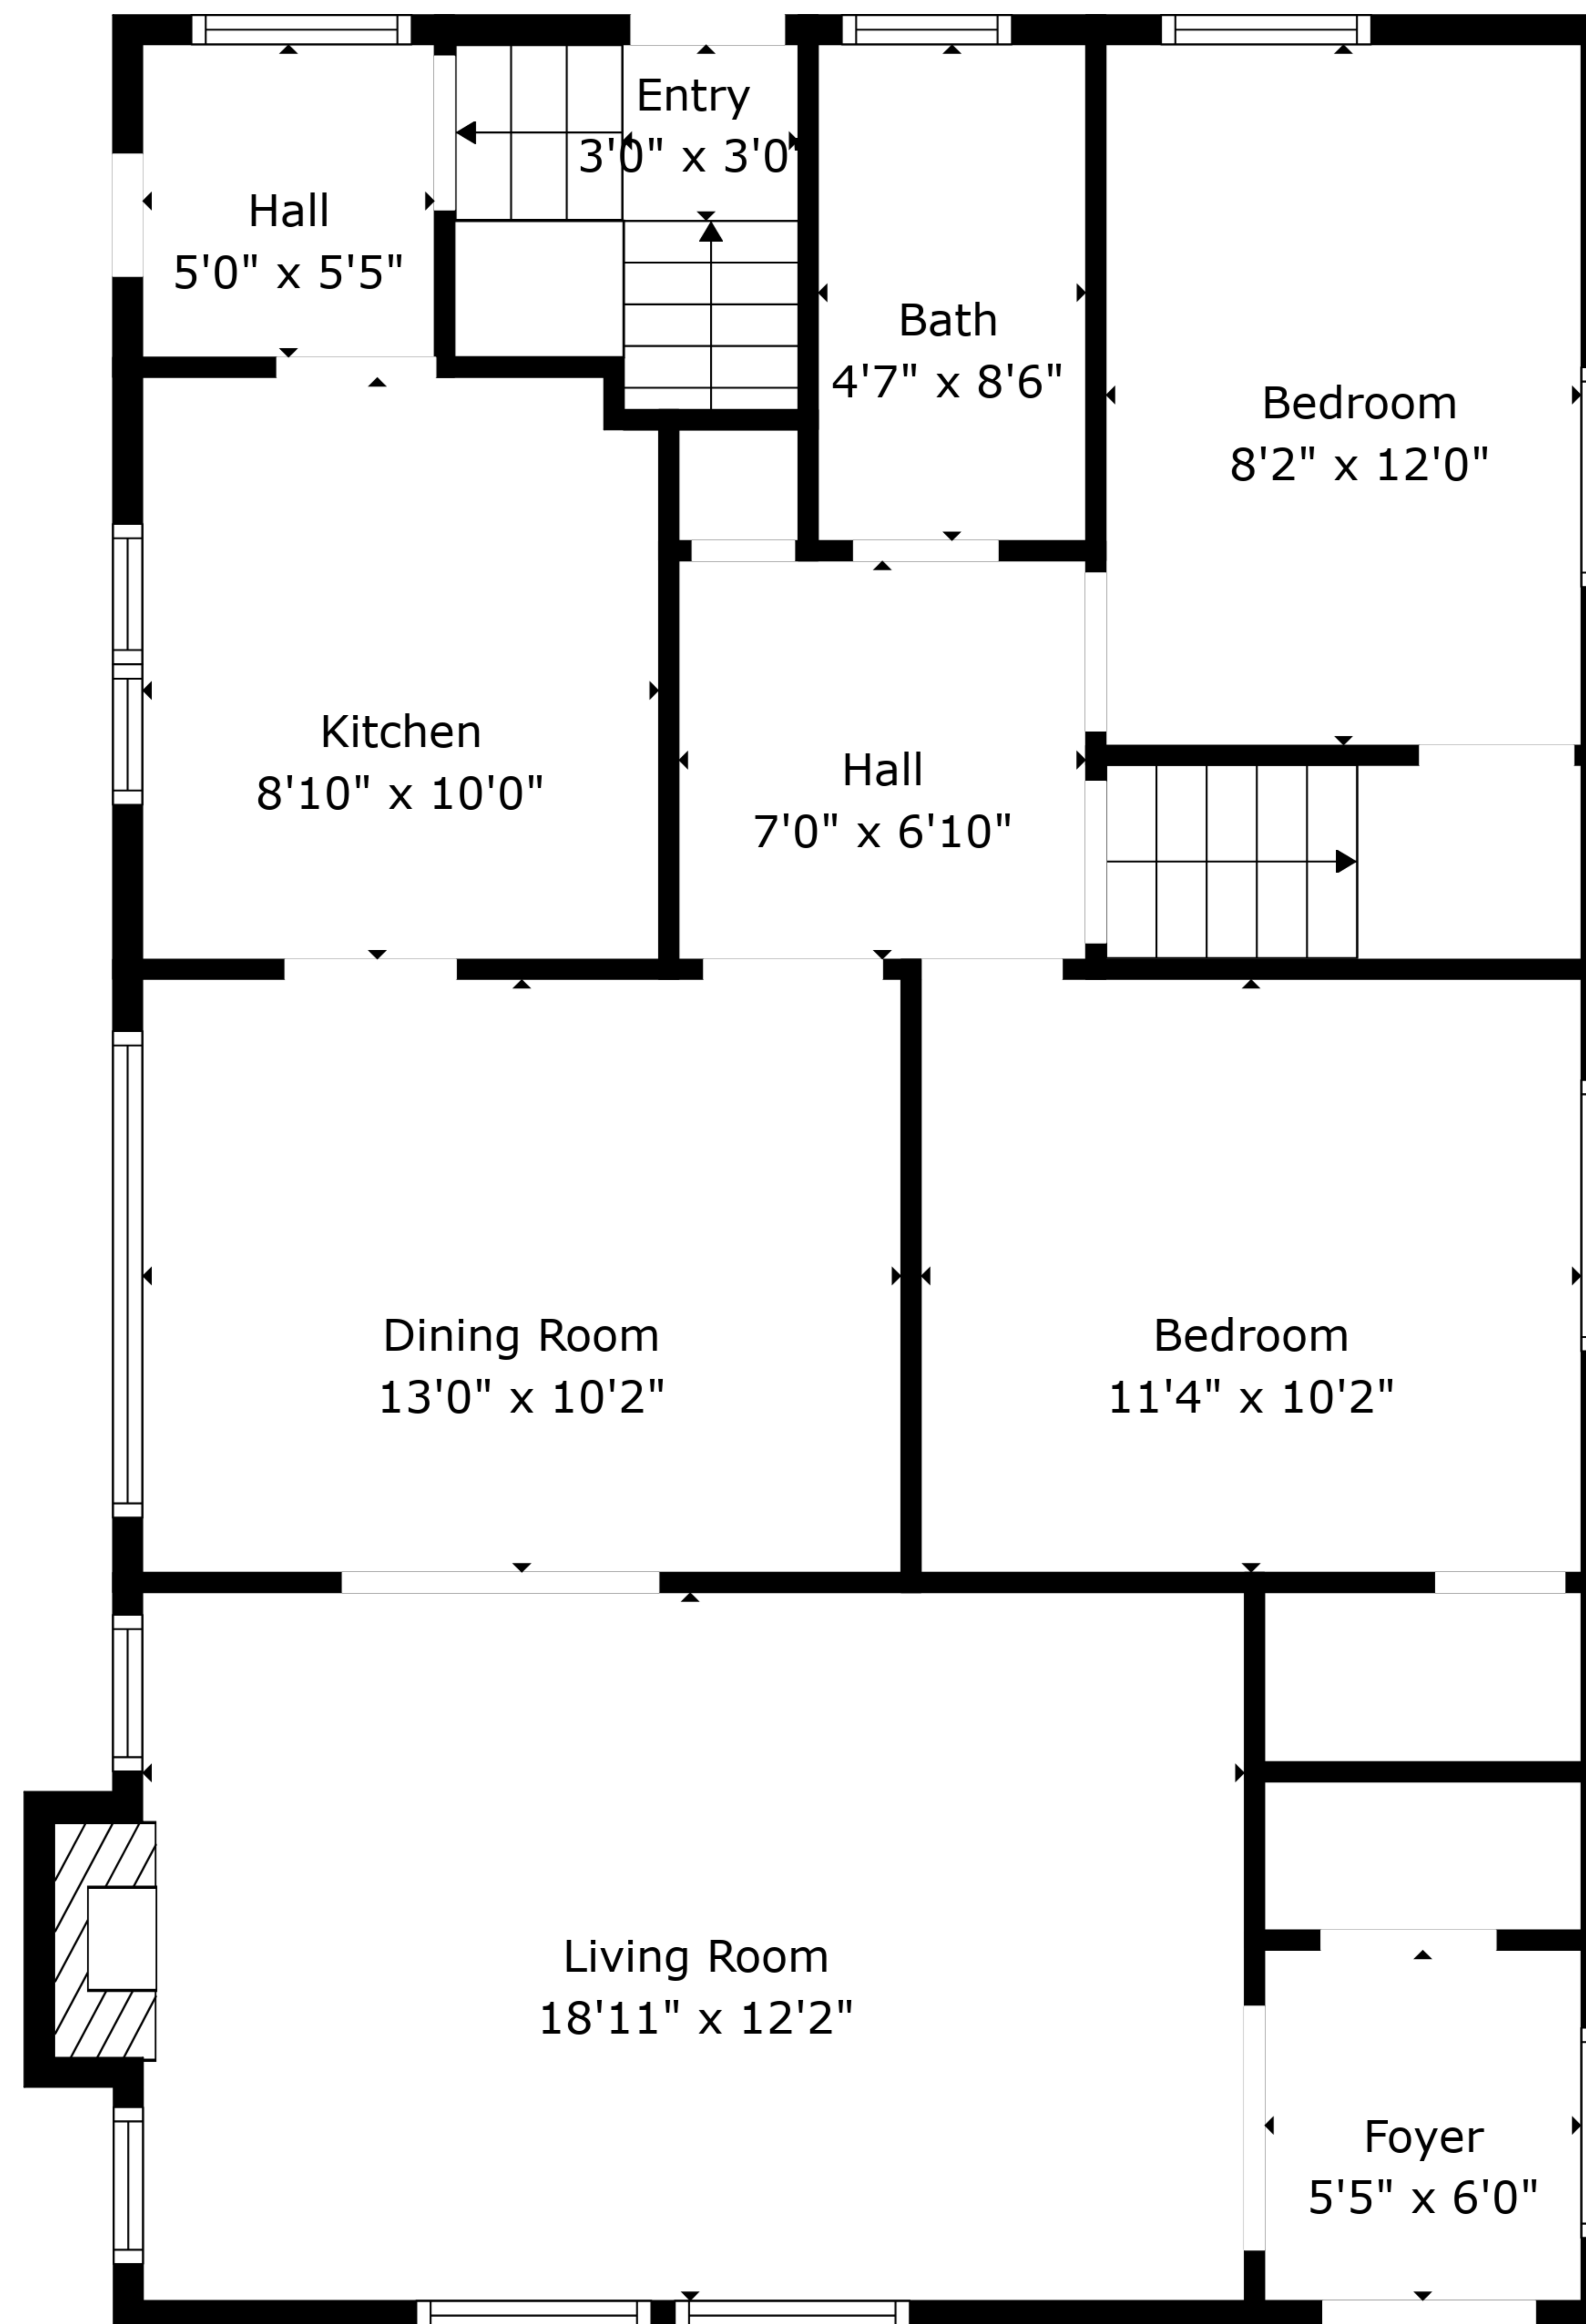 Entry
3'0" x 3'0
Hall
5'0" x 5'5"
Bath
4'7" x 8'6"
Bedroom
8'2" x 12'0"
Kitchen
8'10" x 10'0"
Hall
7'0" x 6'10"
Dining Room
13'0" x 10'2"
Bedroom
11'4" x 10'2"
Living Room
18'11" x 12'2"
Foyer
5'5" x 6'0"